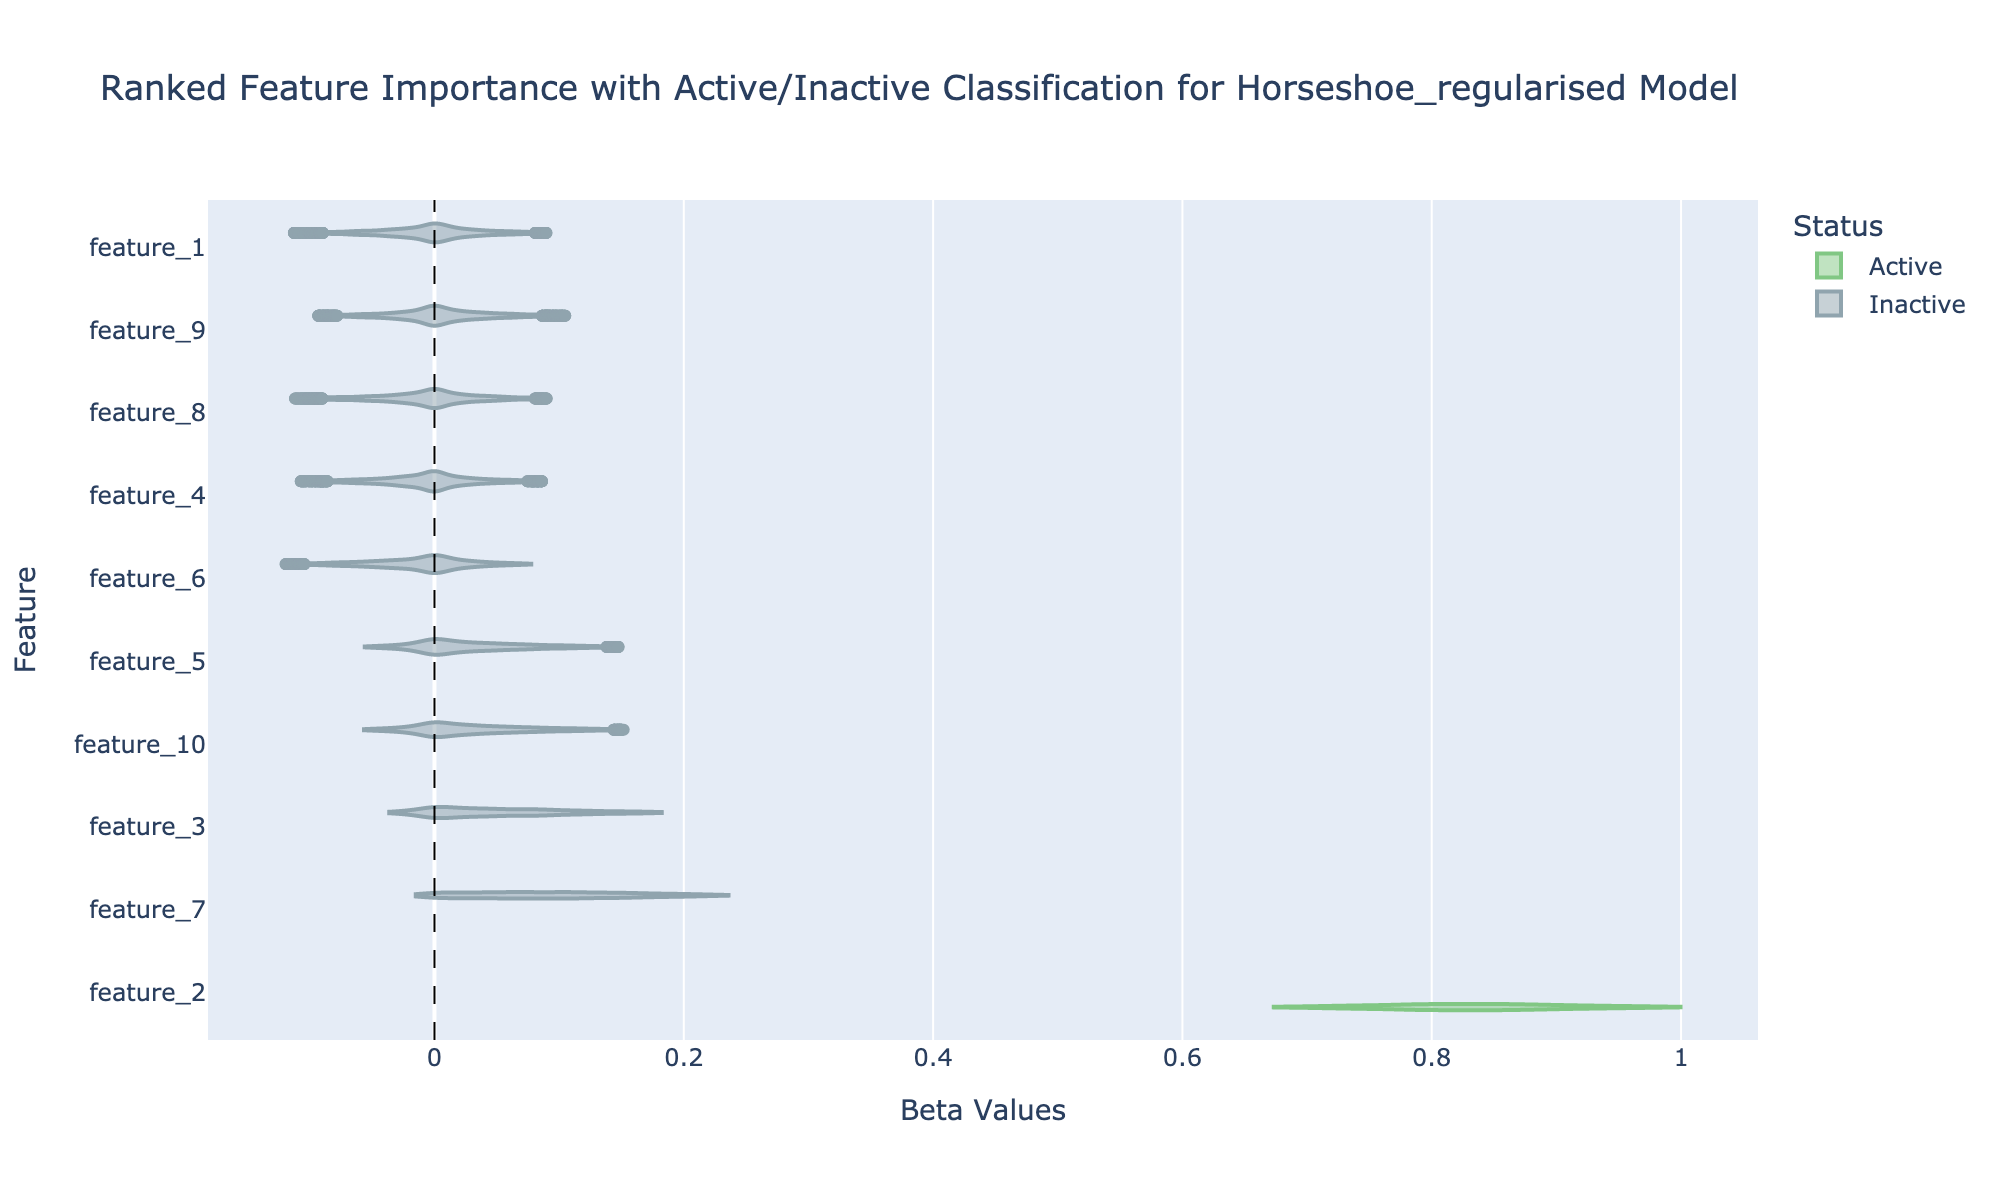 Ranked Feature Importance with Active/Inactive Classification for Horseshoe_regularised Model
Status
Active
Inactive
Feature
feature_1
feature_9
feature_8
feature_4
feature_6
feature_5
feature_10
feature_3
feature_7
feature_2
0 0.2 0.4 0.6 0.8 1
Beta Values